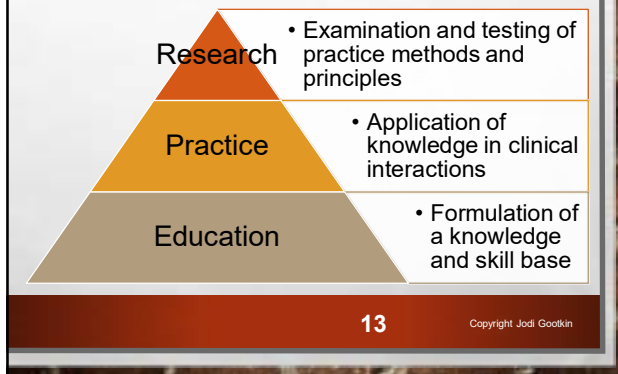 Research
• Examination and testing of
practice methods and
principles
Practice
• Application of
knowledge in clinical
interactions
Education
• Formulation of
a knowledge
and skill base
13
Copyright Jodi Gootkin